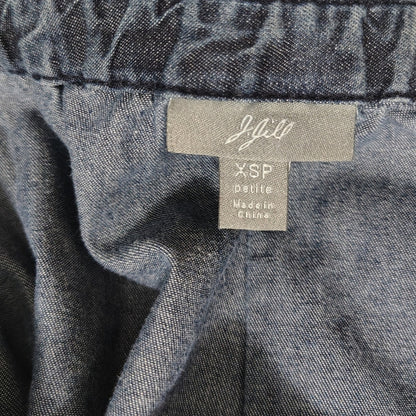 J.Jill
XSP
petite
Made in
China